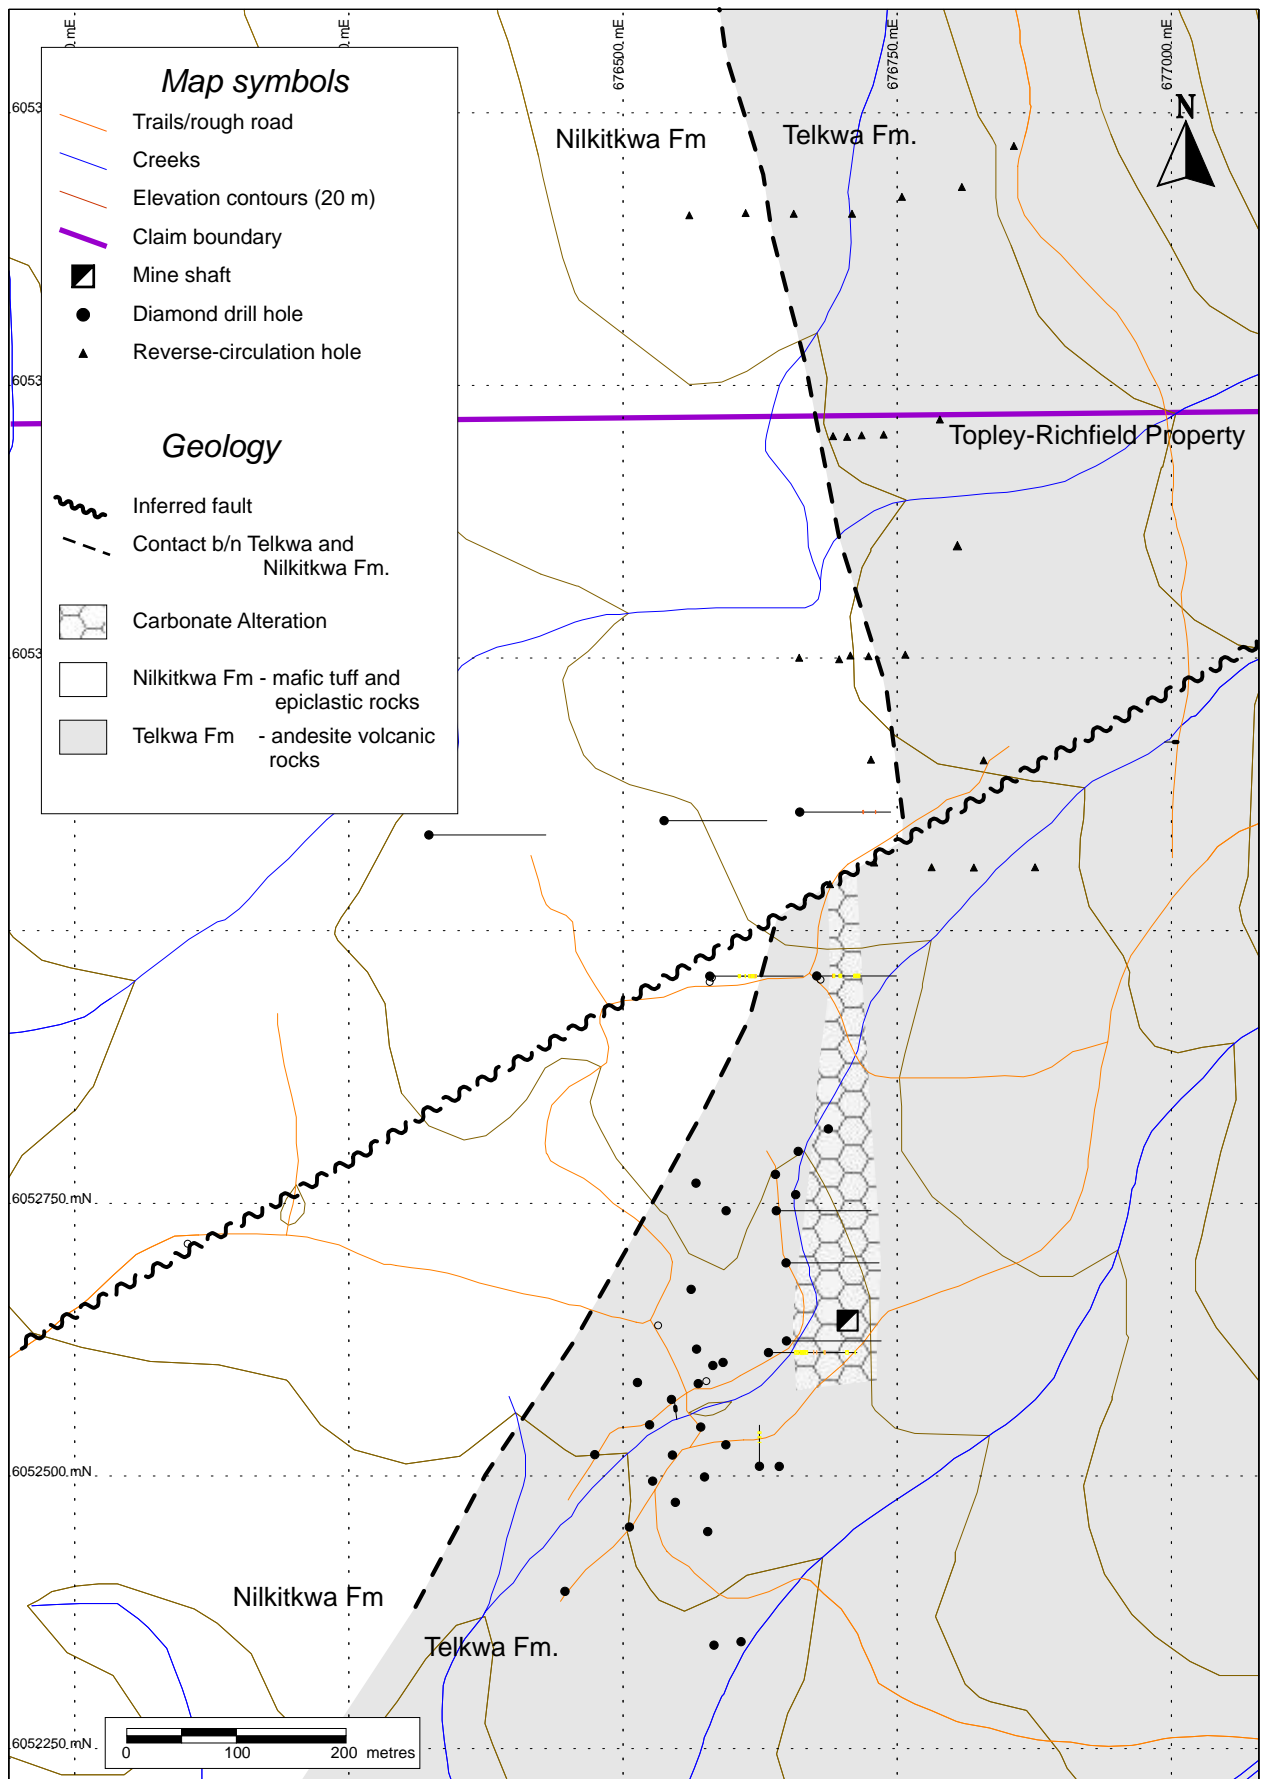 676500 mE
676750 mE
677000 mE
Map symbols
Trails/rough road
Creeks
Elevation contours (20 m)
Claim boundary
Mine shaft
Diamond drill hole
Reverse-circulation hole
Geology
Inferred fault
Contact b/n Telkwa and
Nilkitkwa Fm.
Carbonate Alteration
Nilkitkwa Fm - mafic tuff and
epiclastic rocks
Telkwa Fm - andesite volcanic
rocks
Nilkitkwa Fm
Telkwa Fm.
N
Topley-Richfield Property
6053
6053
6053
6052750 mN
6052500 mN
Nilkitkwa Fm
Telkwa Fm.
6052250 mN
0 100 200 metres